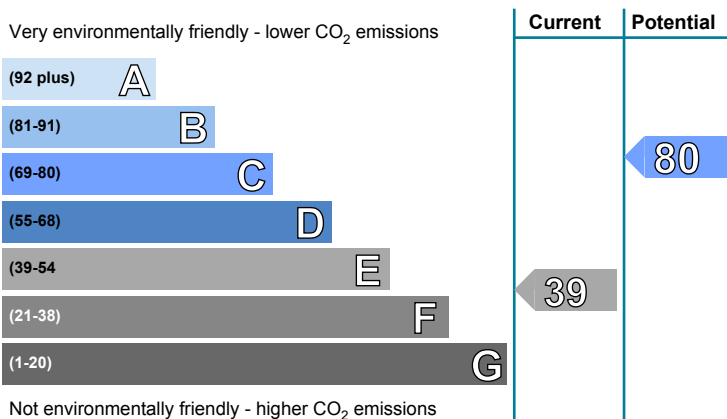 Current Potential
Very environmentally friendly - lower CO2 emissions
(92 plus) A
(81-91) B
80
(69-80) C
(55-68) D
(39-54 E
39
(21-38) F
(1-20) G
Not environmentally friendly - higher CO2 emissions